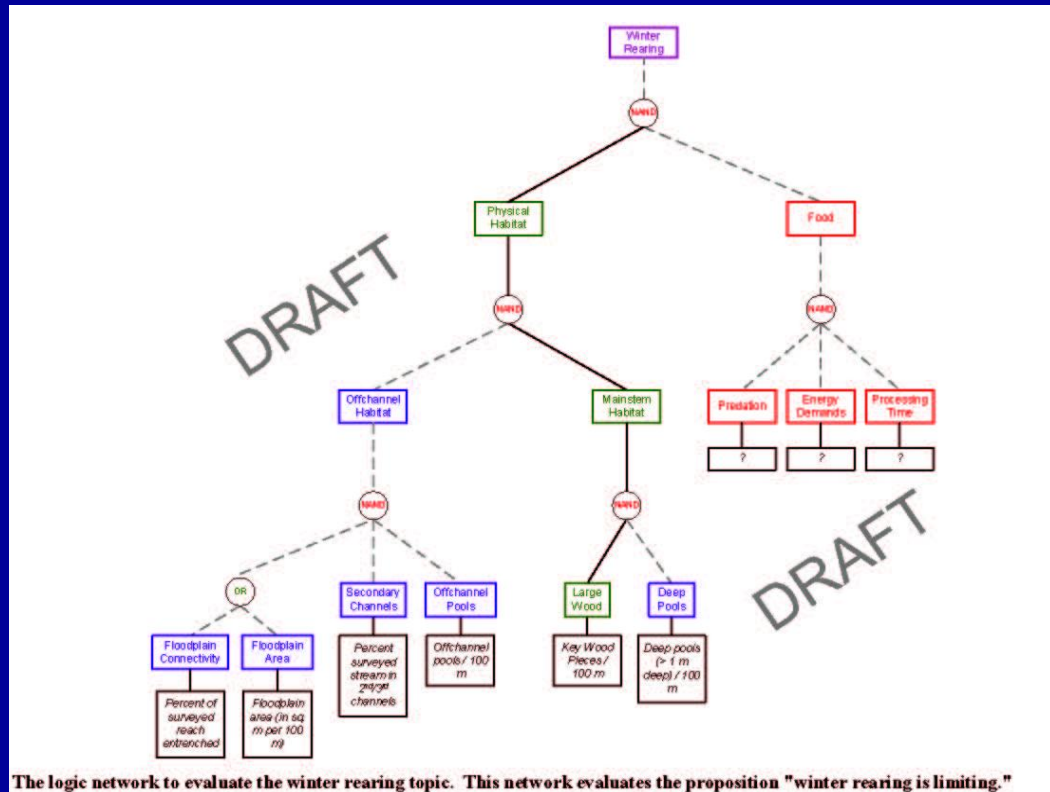 Winter
Rearing
NAND
Physical
Habitat
Food
DRAFT
NAND
NAND
Offchannel
Habitat
Mainstem
Habitat
Predation
Energy
Demands
Processing
Time
?
?
?
NAND
NAND
DRAFT
OR
Secondary
Channels
Offchannel
Pools
Large
Wood
Deep
Pools
Floodplain
Connectivity
Floodplain
Area
Percent
surveyed
stream in
2nd/3rd
channels
Offchannel
pools / 100
m
Key Wood
Pieces /
100 m
Deep pools
(> 1 m
deep) / 100
m
Percent of
surveyed
reach
entrenched
Floodplain
area (in sq
m per 100
m)
The logic network to evaluate the winter rearing topic.  This network evaluates the proposition "winter rearing is limiting."